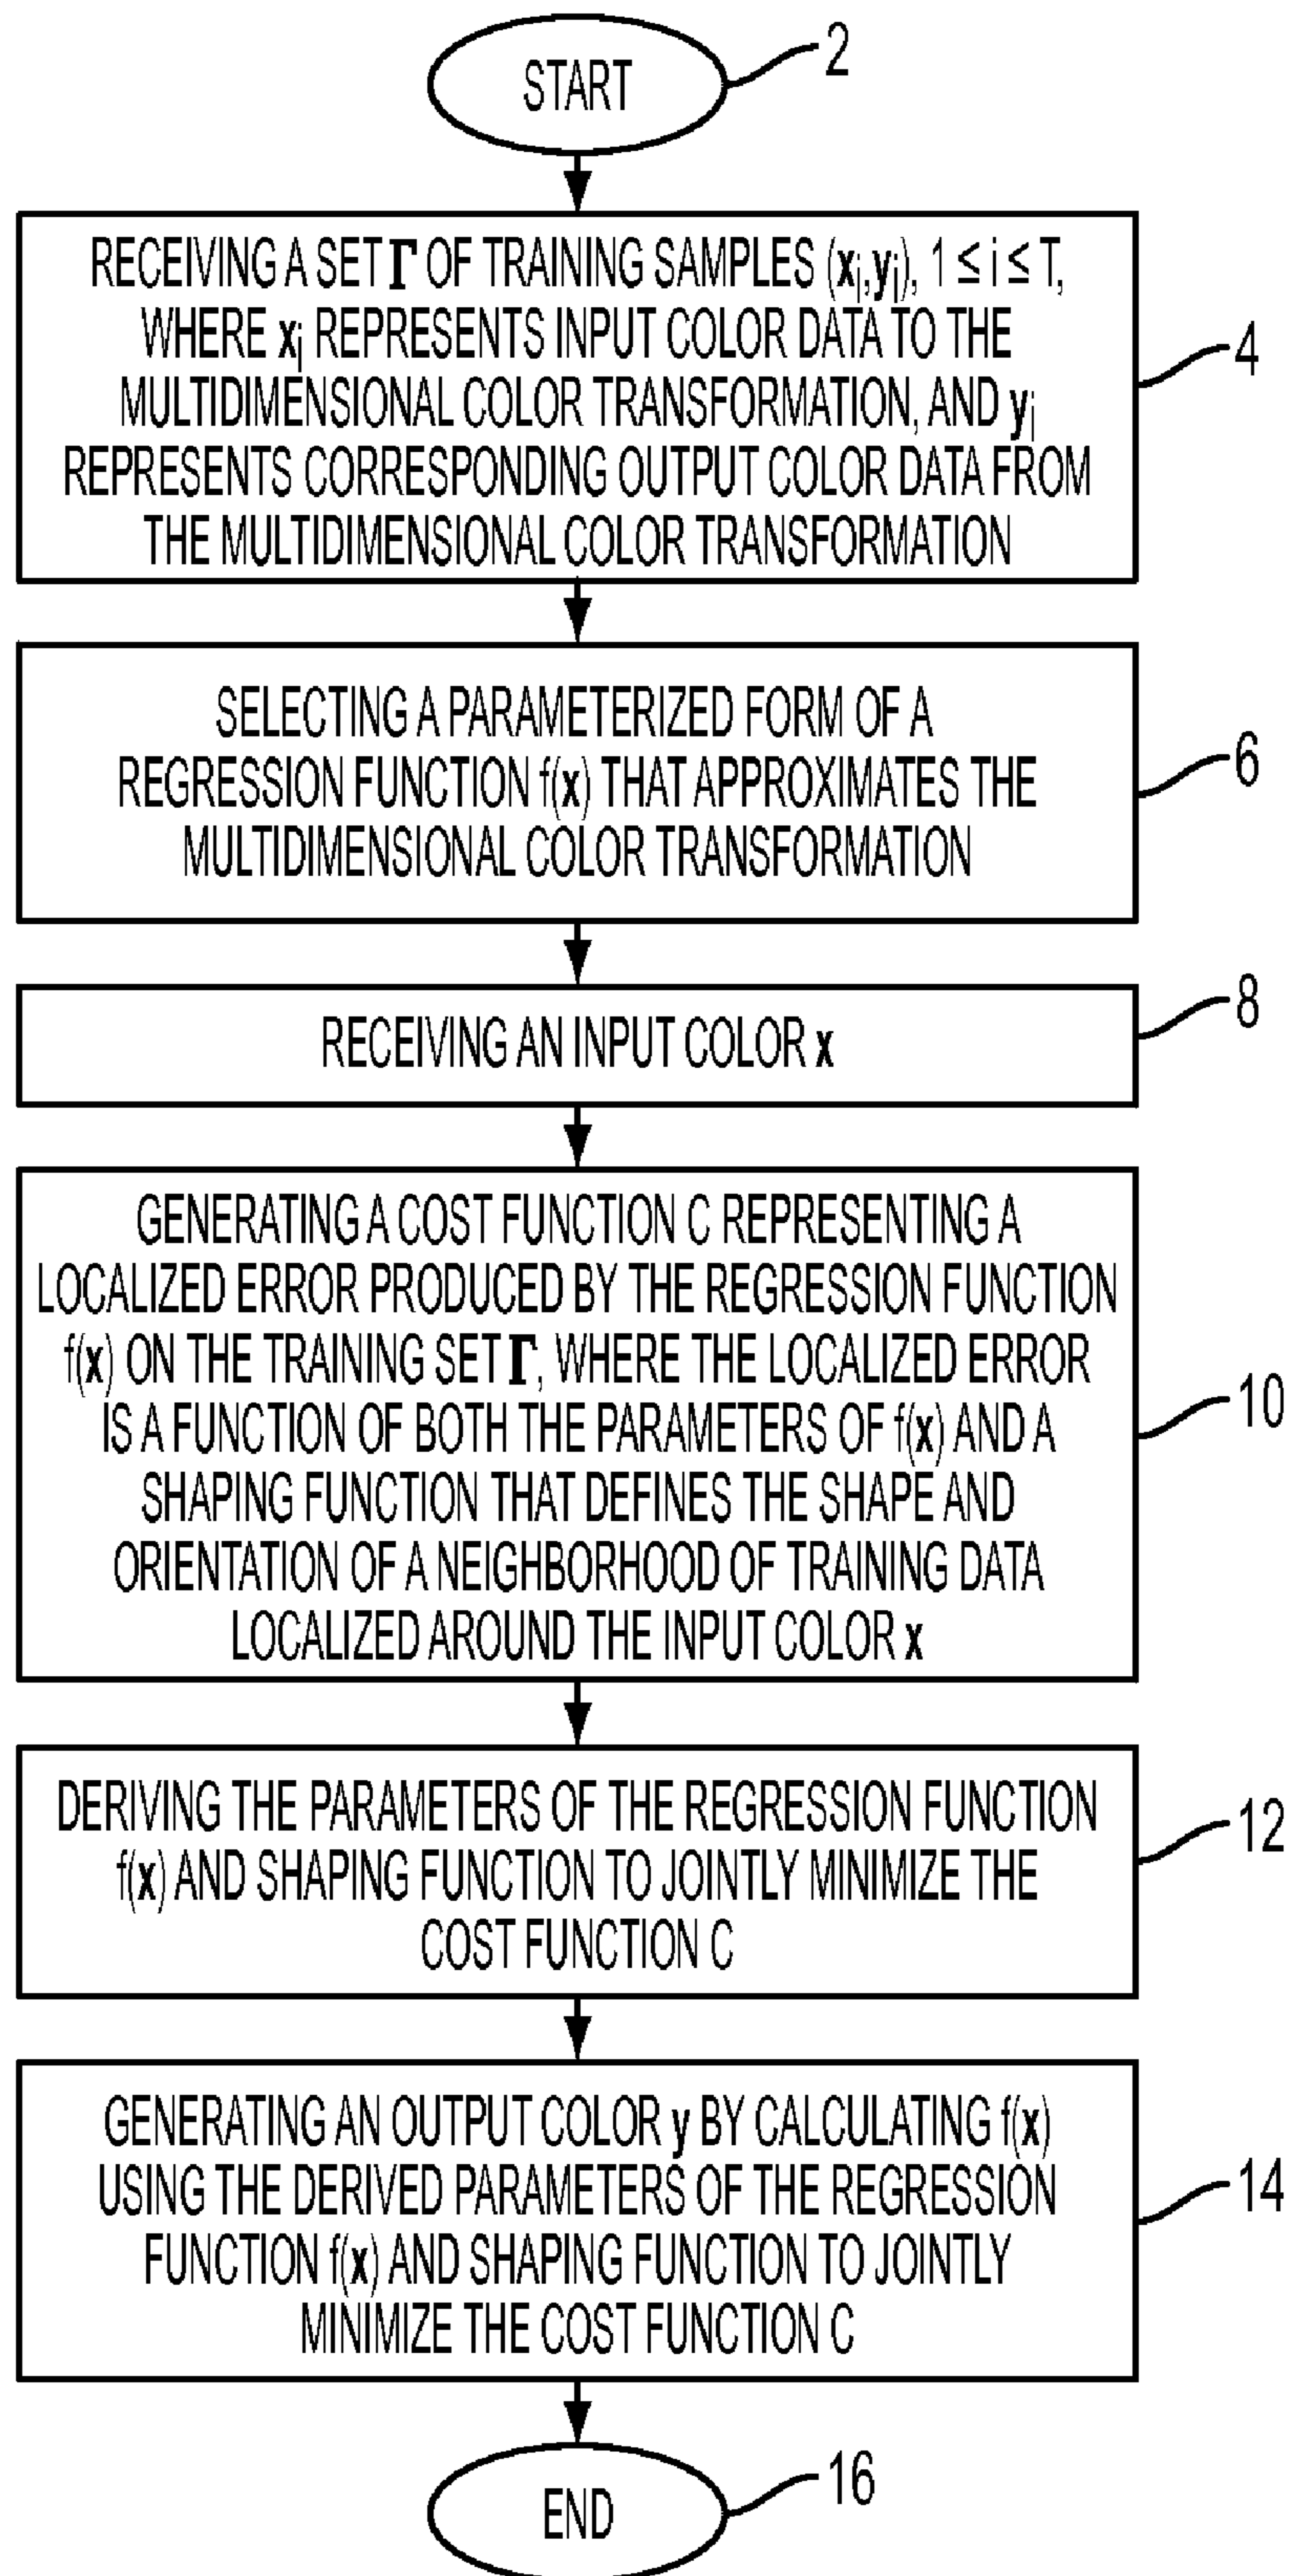 START
2
RECEIVING A SET Γ OF TRAINING SAMPLES (xi,yi), 1 ≤ i ≤ T,
WHERE xi REPRESENTS INPUT COLOR DATA TO THE
MULTIDIMENSIONAL COLOR TRANSFORMATION, AND yi
REPRESENTS CORRESPONDING OUTPUT COLOR DATA FROM
THE MULTIDIMENSIONAL COLOR TRANSFORMATION
4
SELECTING A PARAMETERIZED FORM OF A
REGRESSION FUNCTION f(x) THAT APPROXIMATES THE
MULTIDIMENSIONAL COLOR TRANSFORMATION
6
RECEIVING AN INPUT COLOR x
8
GENERATING A COST FUNCTION C REPRESENTING A
LOCALIZED ERROR PRODUCED BY THE REGRESSION FUNCTION
f(x) ON THE TRAINING SET Γ, WHERE THE LOCALIZED ERROR
IS A FUNCTION OF BOTH THE PARAMETERS OF f(x) AND A
SHAPING FUNCTION THAT DEFINES THE SHAPE AND
ORIENTATION OF A NEIGHBORHOOD OF TRAINING DATA
LOCALIZED AROUND THE INPUT COLOR x
10
DERIVING THE PARAMETERS OF THE REGRESSION FUNCTION
f(x) AND SHAPING FUNCTION TO JOINTLY MINIMIZE THE
COST FUNCTION C
12
GENERATING AN OUTPUT COLOR y BY CALCULATING f(x)
USING THE DERIVED PARAMETERS OF THE REGRESSION
FUNCTION f(x) AND SHAPING FUNCTION TO JOINTLY
MINIMIZE THE COST FUNCTION C
14
END
16